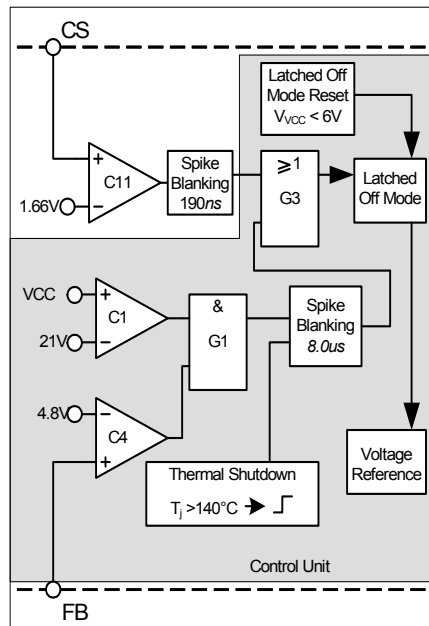 CS
Latched Off
Mode Reset
V_VCC < 6V
+
C11
−
1.66V
Spike
Blanking
190ns
⩾1
G3
Latched
Off Mode
VCC
+
C1
21V
−
&
G1
Spike
Blanking
8.0us
4.8V
−
C4
+
Thermal Shutdown
T_j >140°C
Voltage
Reference
Control Unit
FB